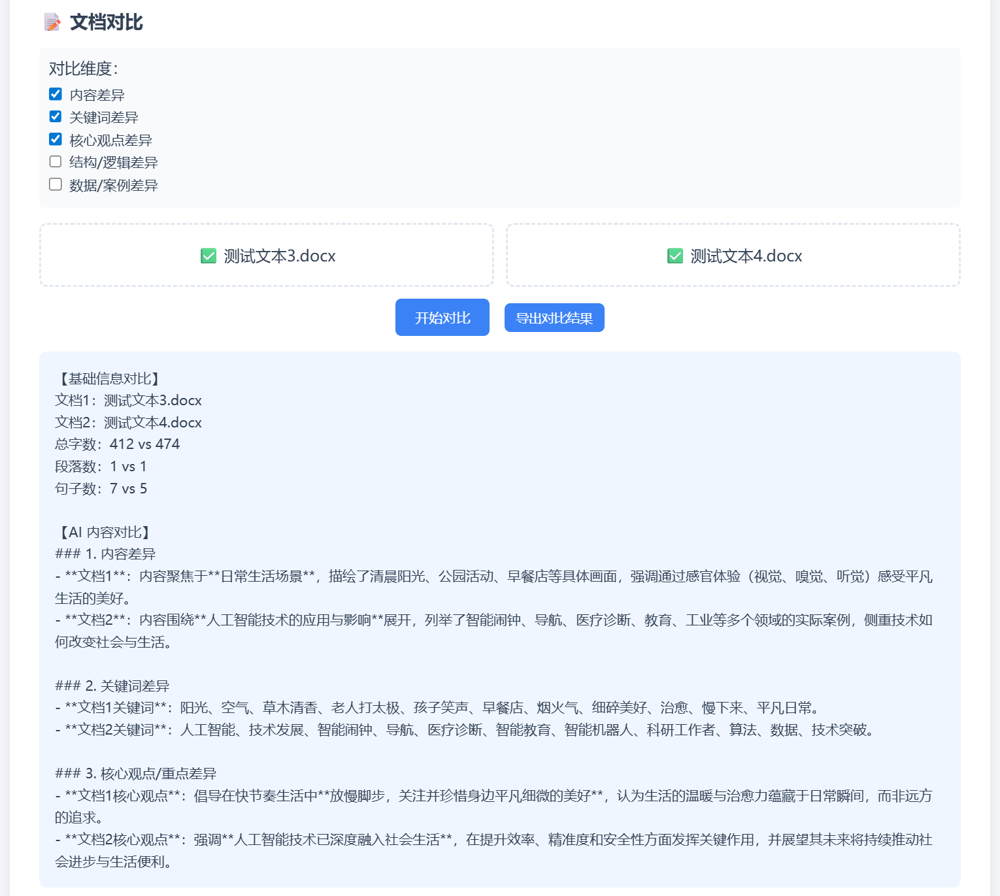 文档对比
对比维度：
内容差异
关键词差异
核心观点差异
结构/逻辑差异
数据/案例差异
测试文本3.docx
测试文本4.docx
开始对比
导出对比结果
【基础信息对比】
文档1：测试文本3.docx
文档2：测试文本4.docx
总字数：412 vs 474
段落数：1 vs 1
句子数：7 vs 5
【AI 内容对比】
### 1. 内容差异
- **文档1**：内容聚焦于**日常生活场景**，描绘了清晨阳光、公园活动、早餐店等具体画面，强调通过感官体验（视觉、嗅觉、听觉）感受平凡
生活的美好。
- **文档2**：内容围绕**人工智能技术的应用与影响**展开，列举了智能闹钟、导航、医疗诊断、教育、工业等多个领域的实际案例，侧重技术如
何改变社会与生活。
### 2. 关键词差异
- **文档1关键词**：阳光、空气、草木清香、老人打太极、孩子笑声、早餐店、烟火气、细碎美好、治愈、慢下来、平凡日常。
- **文档2关键词**：人工智能、技术发展、智能闹钟、导航、医疗诊断、智能教育、智能机器人、科研工作者、算法、数据、技术突破。
### 3. 核心观点/重点差异
- **文档1核心观点**：倡导在快节奏生活中**放慢脚步，关注并珍惜身边平凡细微的美好**，认为生活的温暖与治愈力蕴藏于日常瞬间，而非远方
的追求。
- **文档2核心观点**：强调**人工智能技术已深度融入社会生活**，在提升效率、精准度和安全性方面发挥关键作用，并展望其未来将持续推动社
会进步与生活便利。